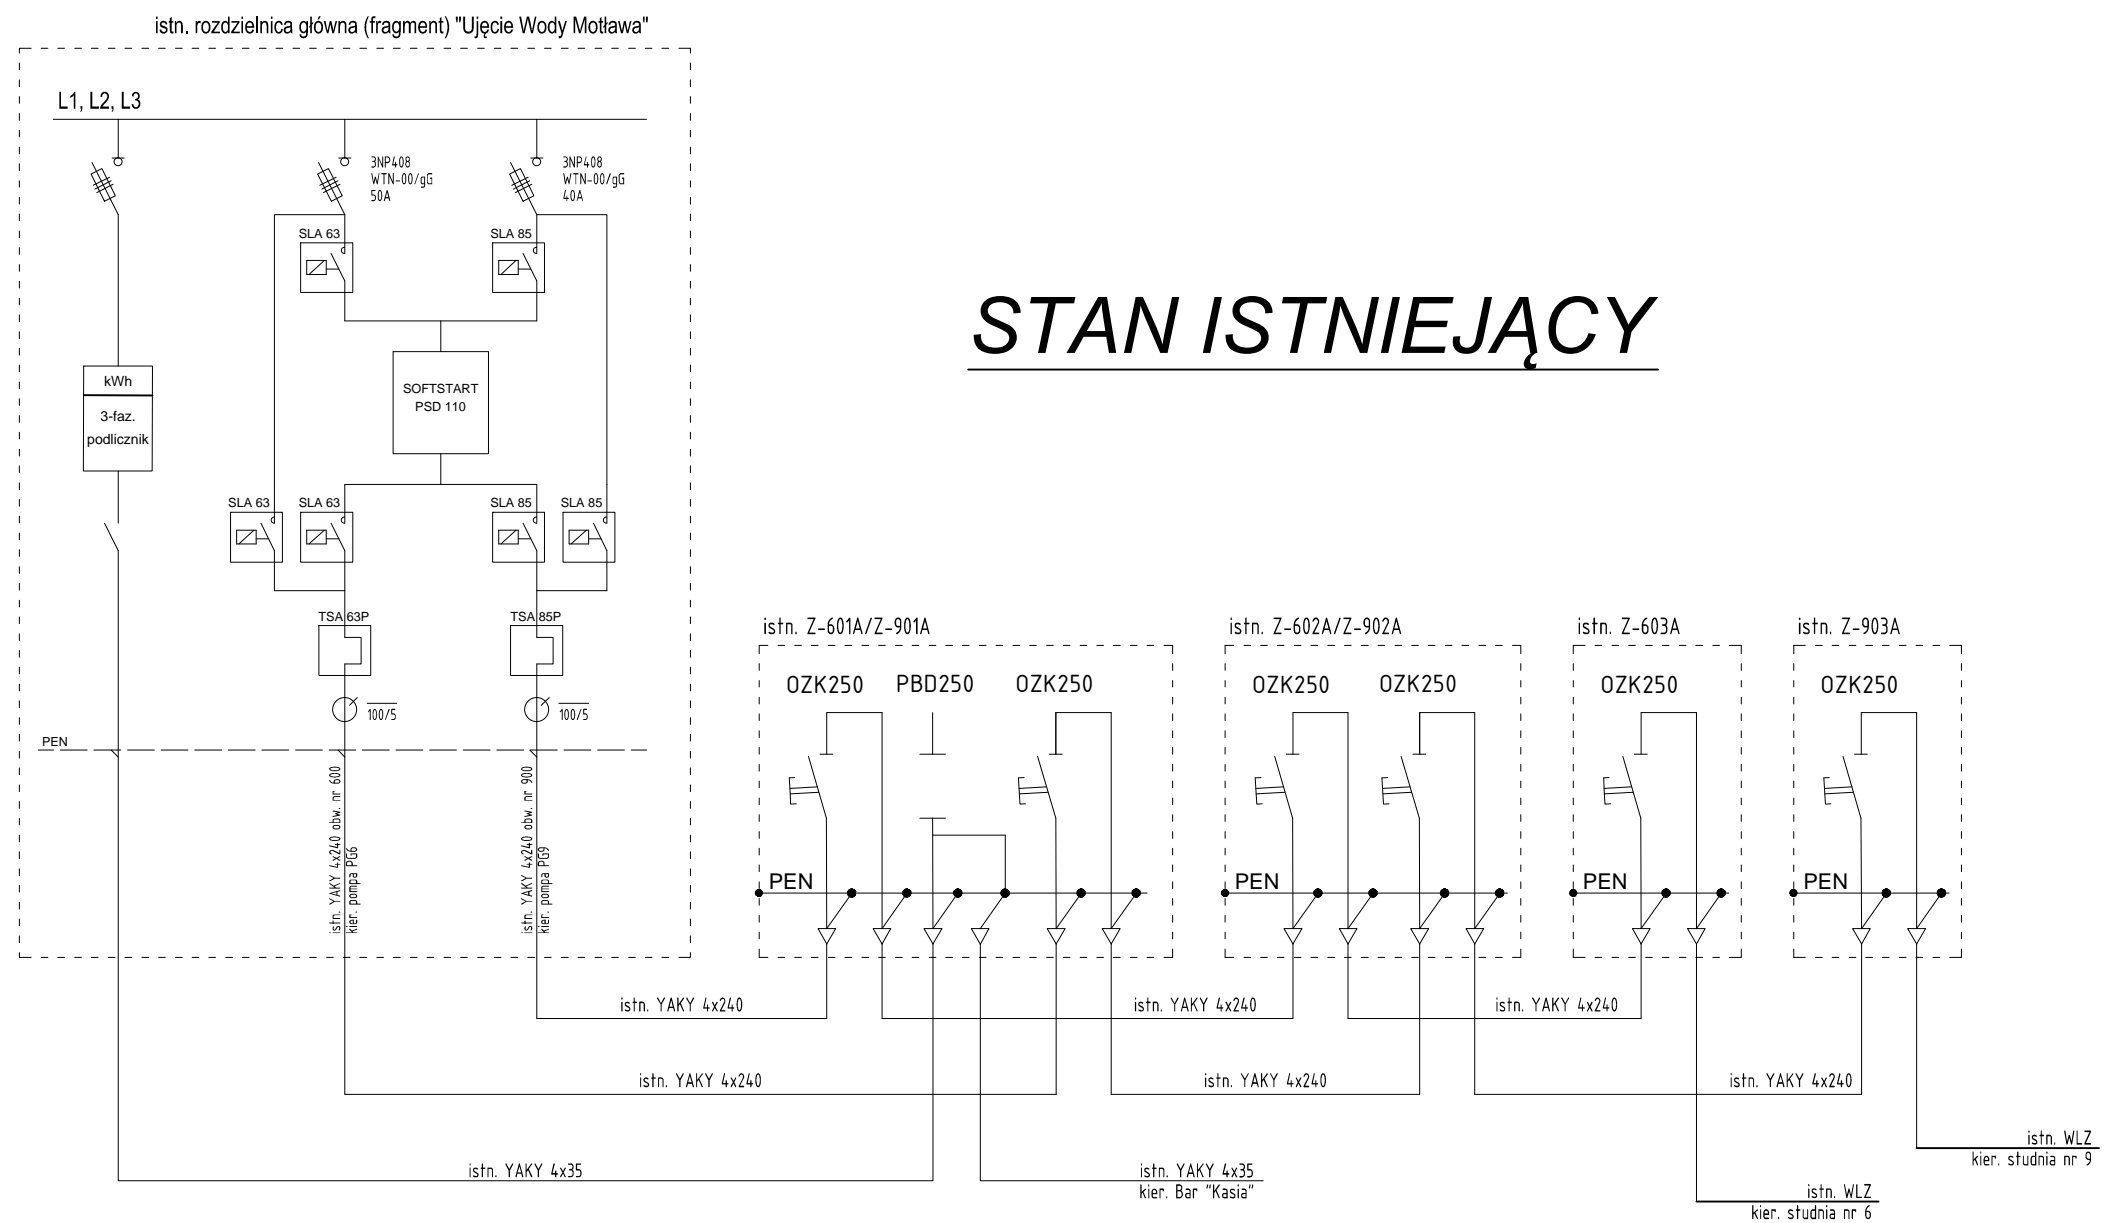 istn. rozdzielnica główna (fragment) "Ujęcie Wody Motława"
L1, L2, L3
3NP408
WTN-00/gG
50A
3NP408
WTN-00/gG
40A
SLA 63
SLA 85
STAN ISTNIEJĄCY
kWh
3-faz.
podlicznik
SOFTSTART
PSD 110
SLA 63
SLA 63
SLA 85
SLA 85
TSA 63P
TSA 85P
100/5
100/5
PEN
istn. YAKY 4x240 obw. nr 600
kier. pompa PG6
istn. YAKY 4x240 obw. nr 900
kier. pompa PG9
istn. Z-601A/Z-901A
OZK250
PBD250
OZK250
PEN
istn. Z-602A/Z-902A
OZK250
OZK250
PEN
istn. Z-603A
OZK250
PEN
istn. Z-903A
OZK250
PEN
istn. YAKY 4x240
istn. YAKY 4x240
istn. YAKY 4x240
istn. YAKY 4x240
istn. YAKY 4x240
istn. YAKY 4x240
istn. YAKY 4x35
istn. YAKY 4x35
kier. Bar "Kasia"
istn. WLZ
kier. studnia nr 9
istn. WLZ
kier. studnia nr 6